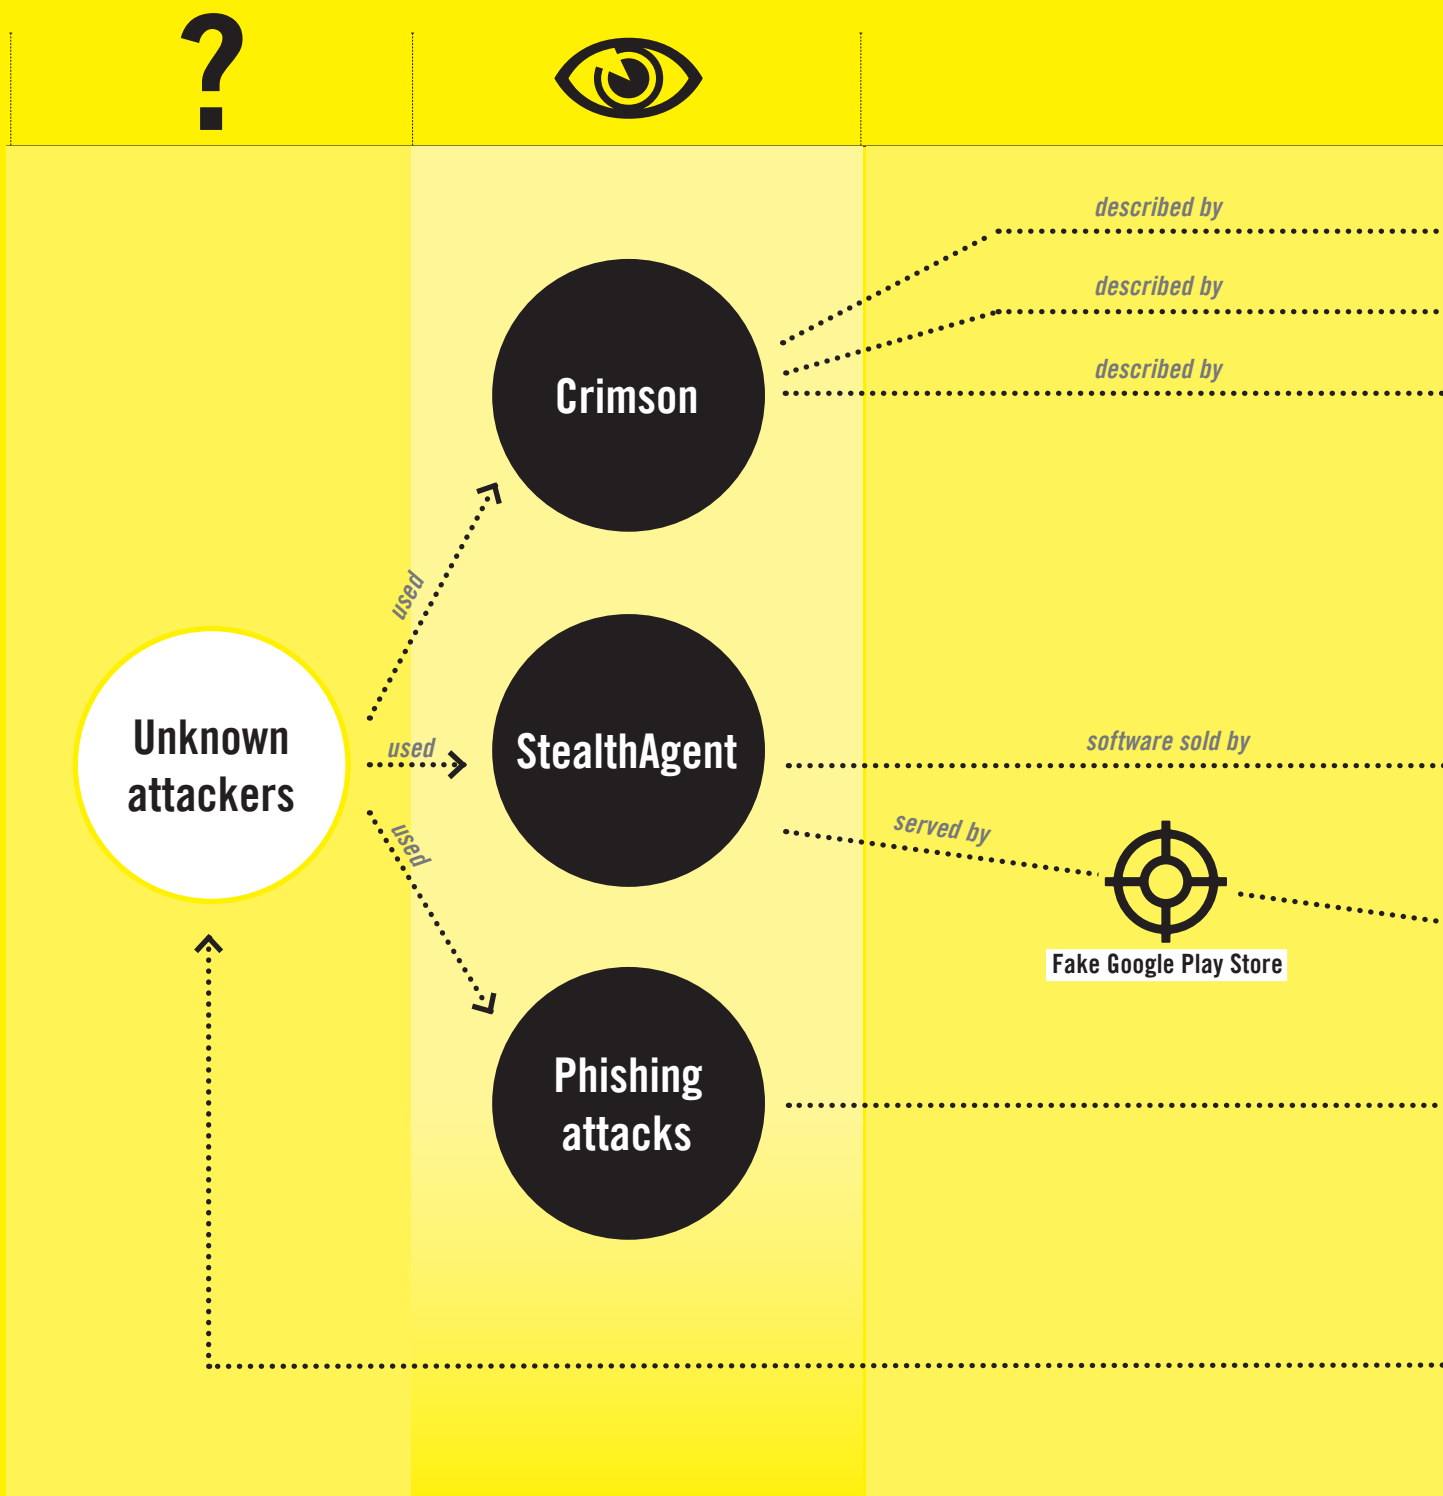 ?
described by
described by
described by
Crimson
used
Unknown
attackers
used
StealthAgent
software sold by
used
served by
Fake Google Play Store
Phishing
attacks